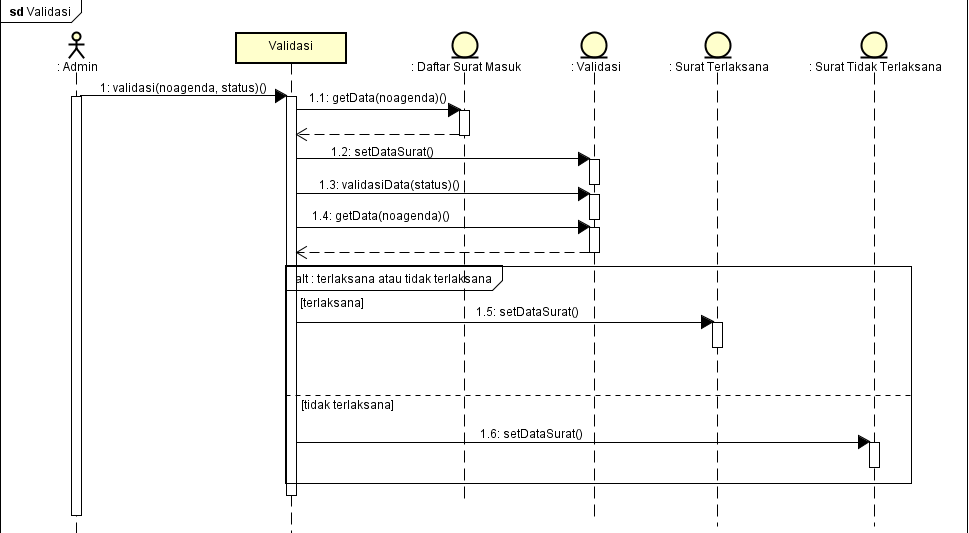 sd Validasi
: Admin
Validasi
: Daftar Surat Masuk
: Validasi
: Surat Terlaksana
: Surat Tidak Terlaksana
1: validasi(noagenda, status)()
1.1: getData(noagenda)()
1.2: setDataSurat()
1.3: validasiData(status)()
1.4: getData(noagenda)()
alt : terlaksana atau tidak terlaksana
[terlaksana]
1.5: setDataSurat()
[tidak terlaksana]
1.6: setDataSurat()